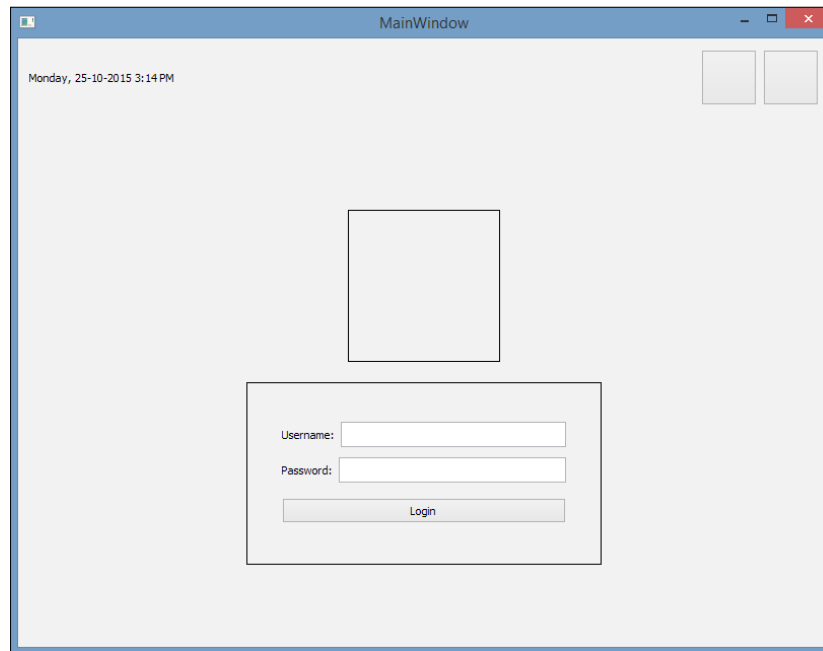 MainWindow
Monday, 25-10-2015 3:14 PM
Username:
Password:
Login